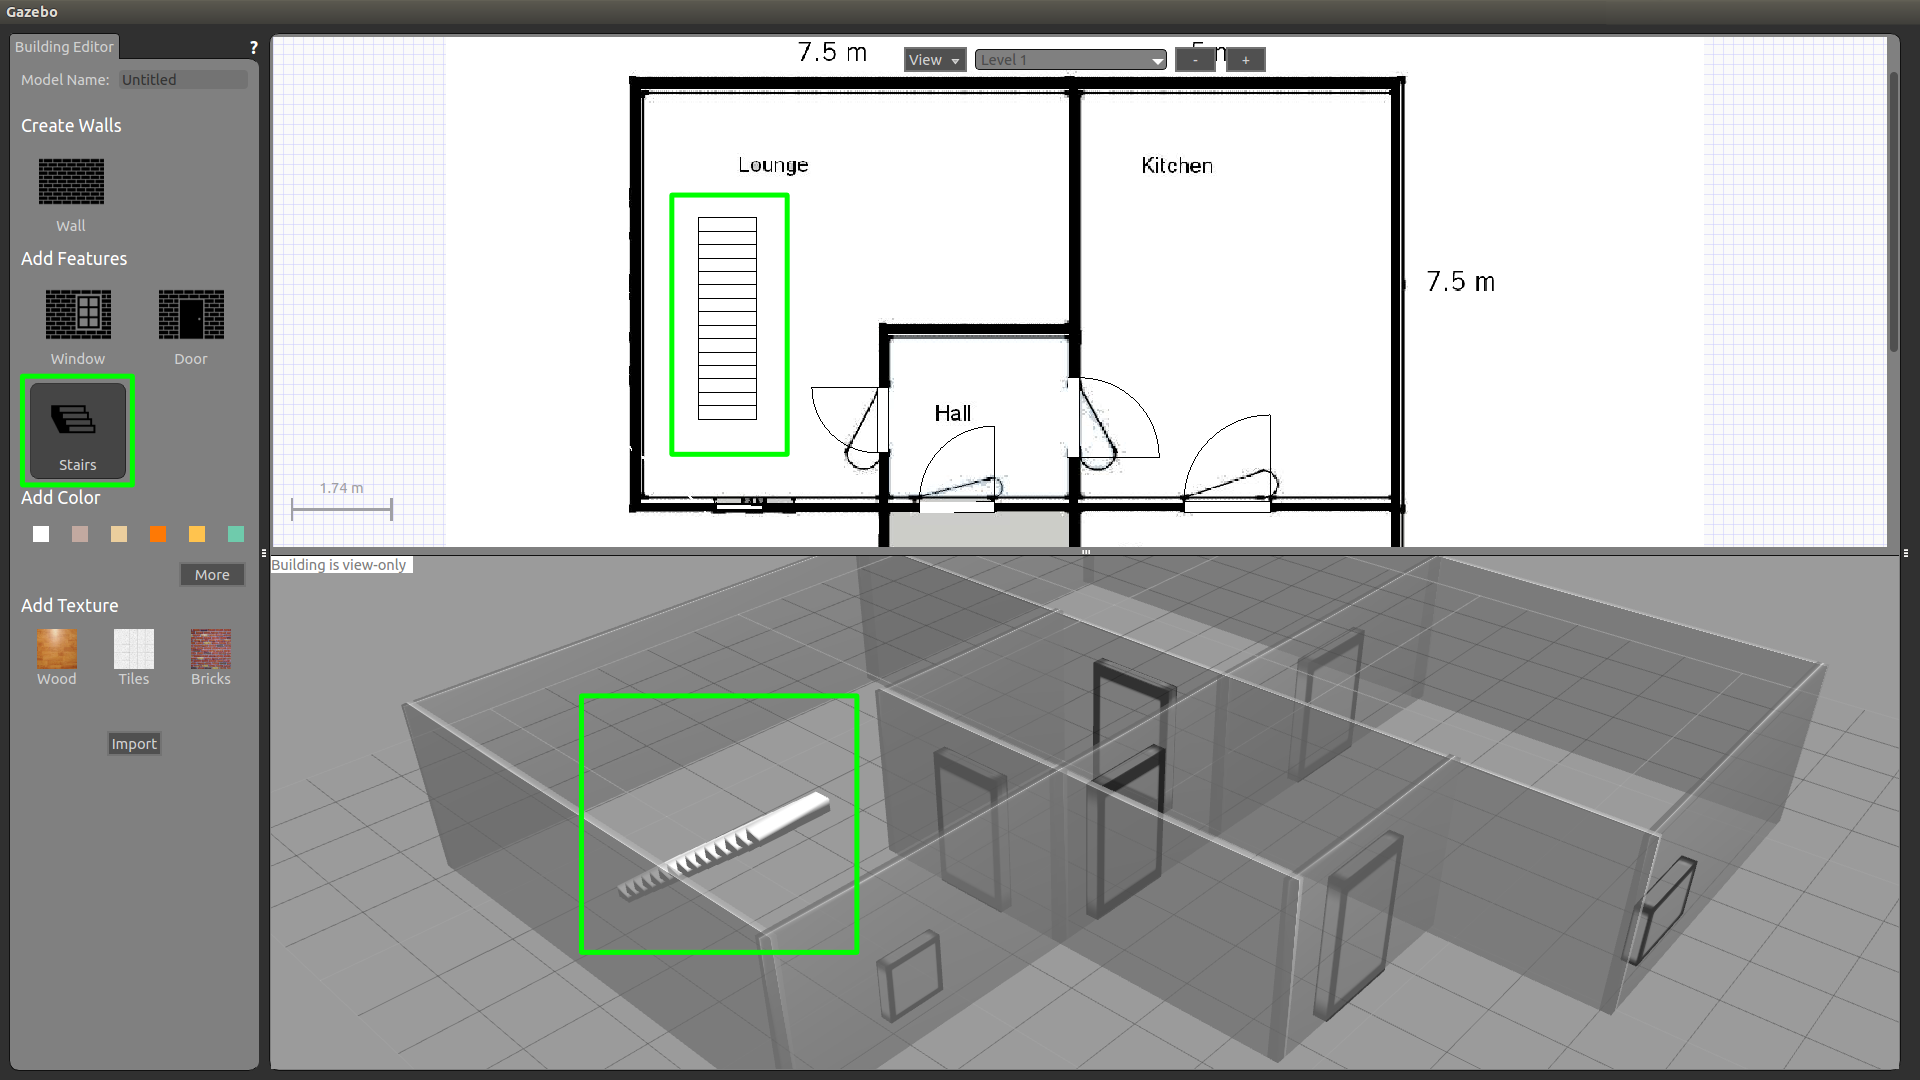 Gazebo
Building Editor
?
Model Name: Untitled
Create Walls
Wall
Add Features
Window
Door
Stairs
Add Color
More
Add Texture
Wood
Tiles
Bricks
Import
7.5 m
View
Level 1
-
+
Lounge
Kitchen
7.5 m
Hall
1.74 m
Building is view-only